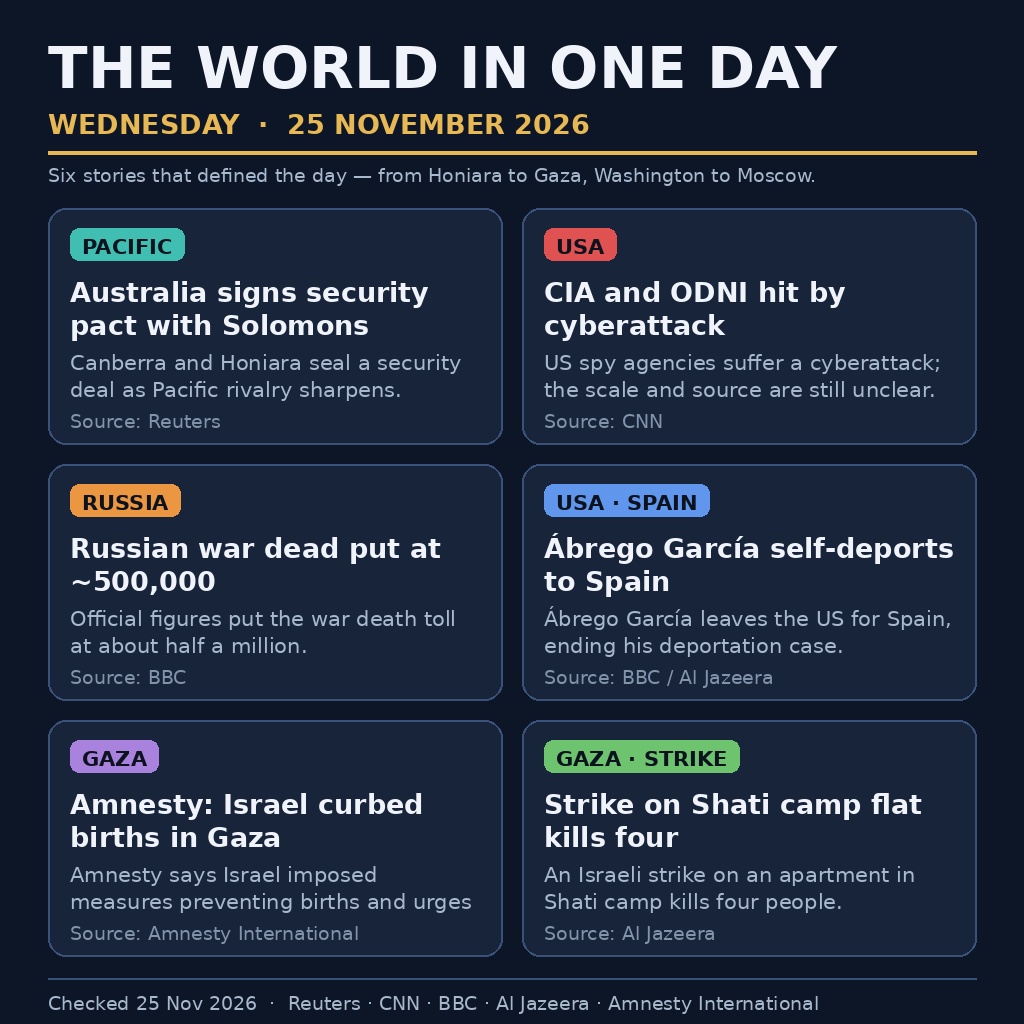 THE WORLD IN ONE DAY
WEDNESDAY · 25 NOVEMBER 2026
Six stories that defined the day — from Honiara to Gaza, Washington to Moscow.
PACIFIC
Australia signs security
pact with Solomons
Canberra and Honiara seal a security
deal as Pacific rivalry sharpens.
Source: Reuters
USA
CIA and ODNI hit by
cyberattack
US spy agencies suffer a cyberattack;
the scale and source are still unclear.
Source: CNN
RUSSIA
Russian war dead put at
~500,000
Official figures put the war death toll
at about half a million.
Source: BBC
USA · SPAIN
Ábrego García self-deports
to Spain
Ábrego García leaves the US for Spain,
ending his deportation case.
Source: BBC / Al Jazeera
GAZA
Amnesty: Israel curbed
births in Gaza
Amnesty says Israel imposed
measures preventing births and urges
Source: Amnesty International
GAZA · STRIKE
Strike on Shati camp flat
kills four
An Israeli strike on an apartment in
Shati camp kills four people.
Source: Al Jazeera
Checked 25 Nov 2026 · Reuters · CNN · BBC · Al Jazeera · Amnesty International